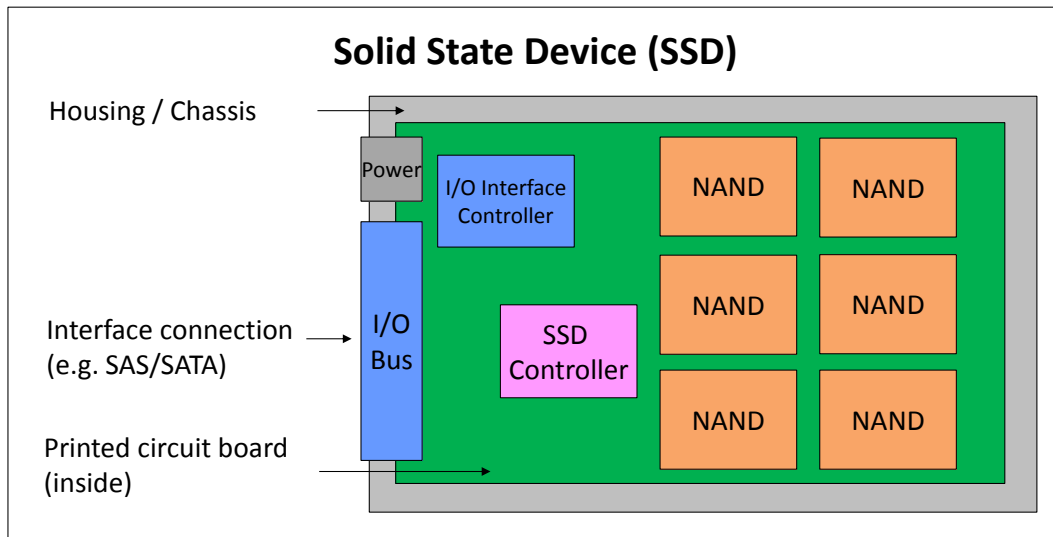 Solid State Device (SSD)
Housing / Chassis
Power
I/O Interface
Controller
NAND
NAND
Interface connection
(e.g. SAS/SATA)
I/O
Bus
SSD
Controller
NAND
NAND
Printed circuit board
(inside)
NAND
NAND